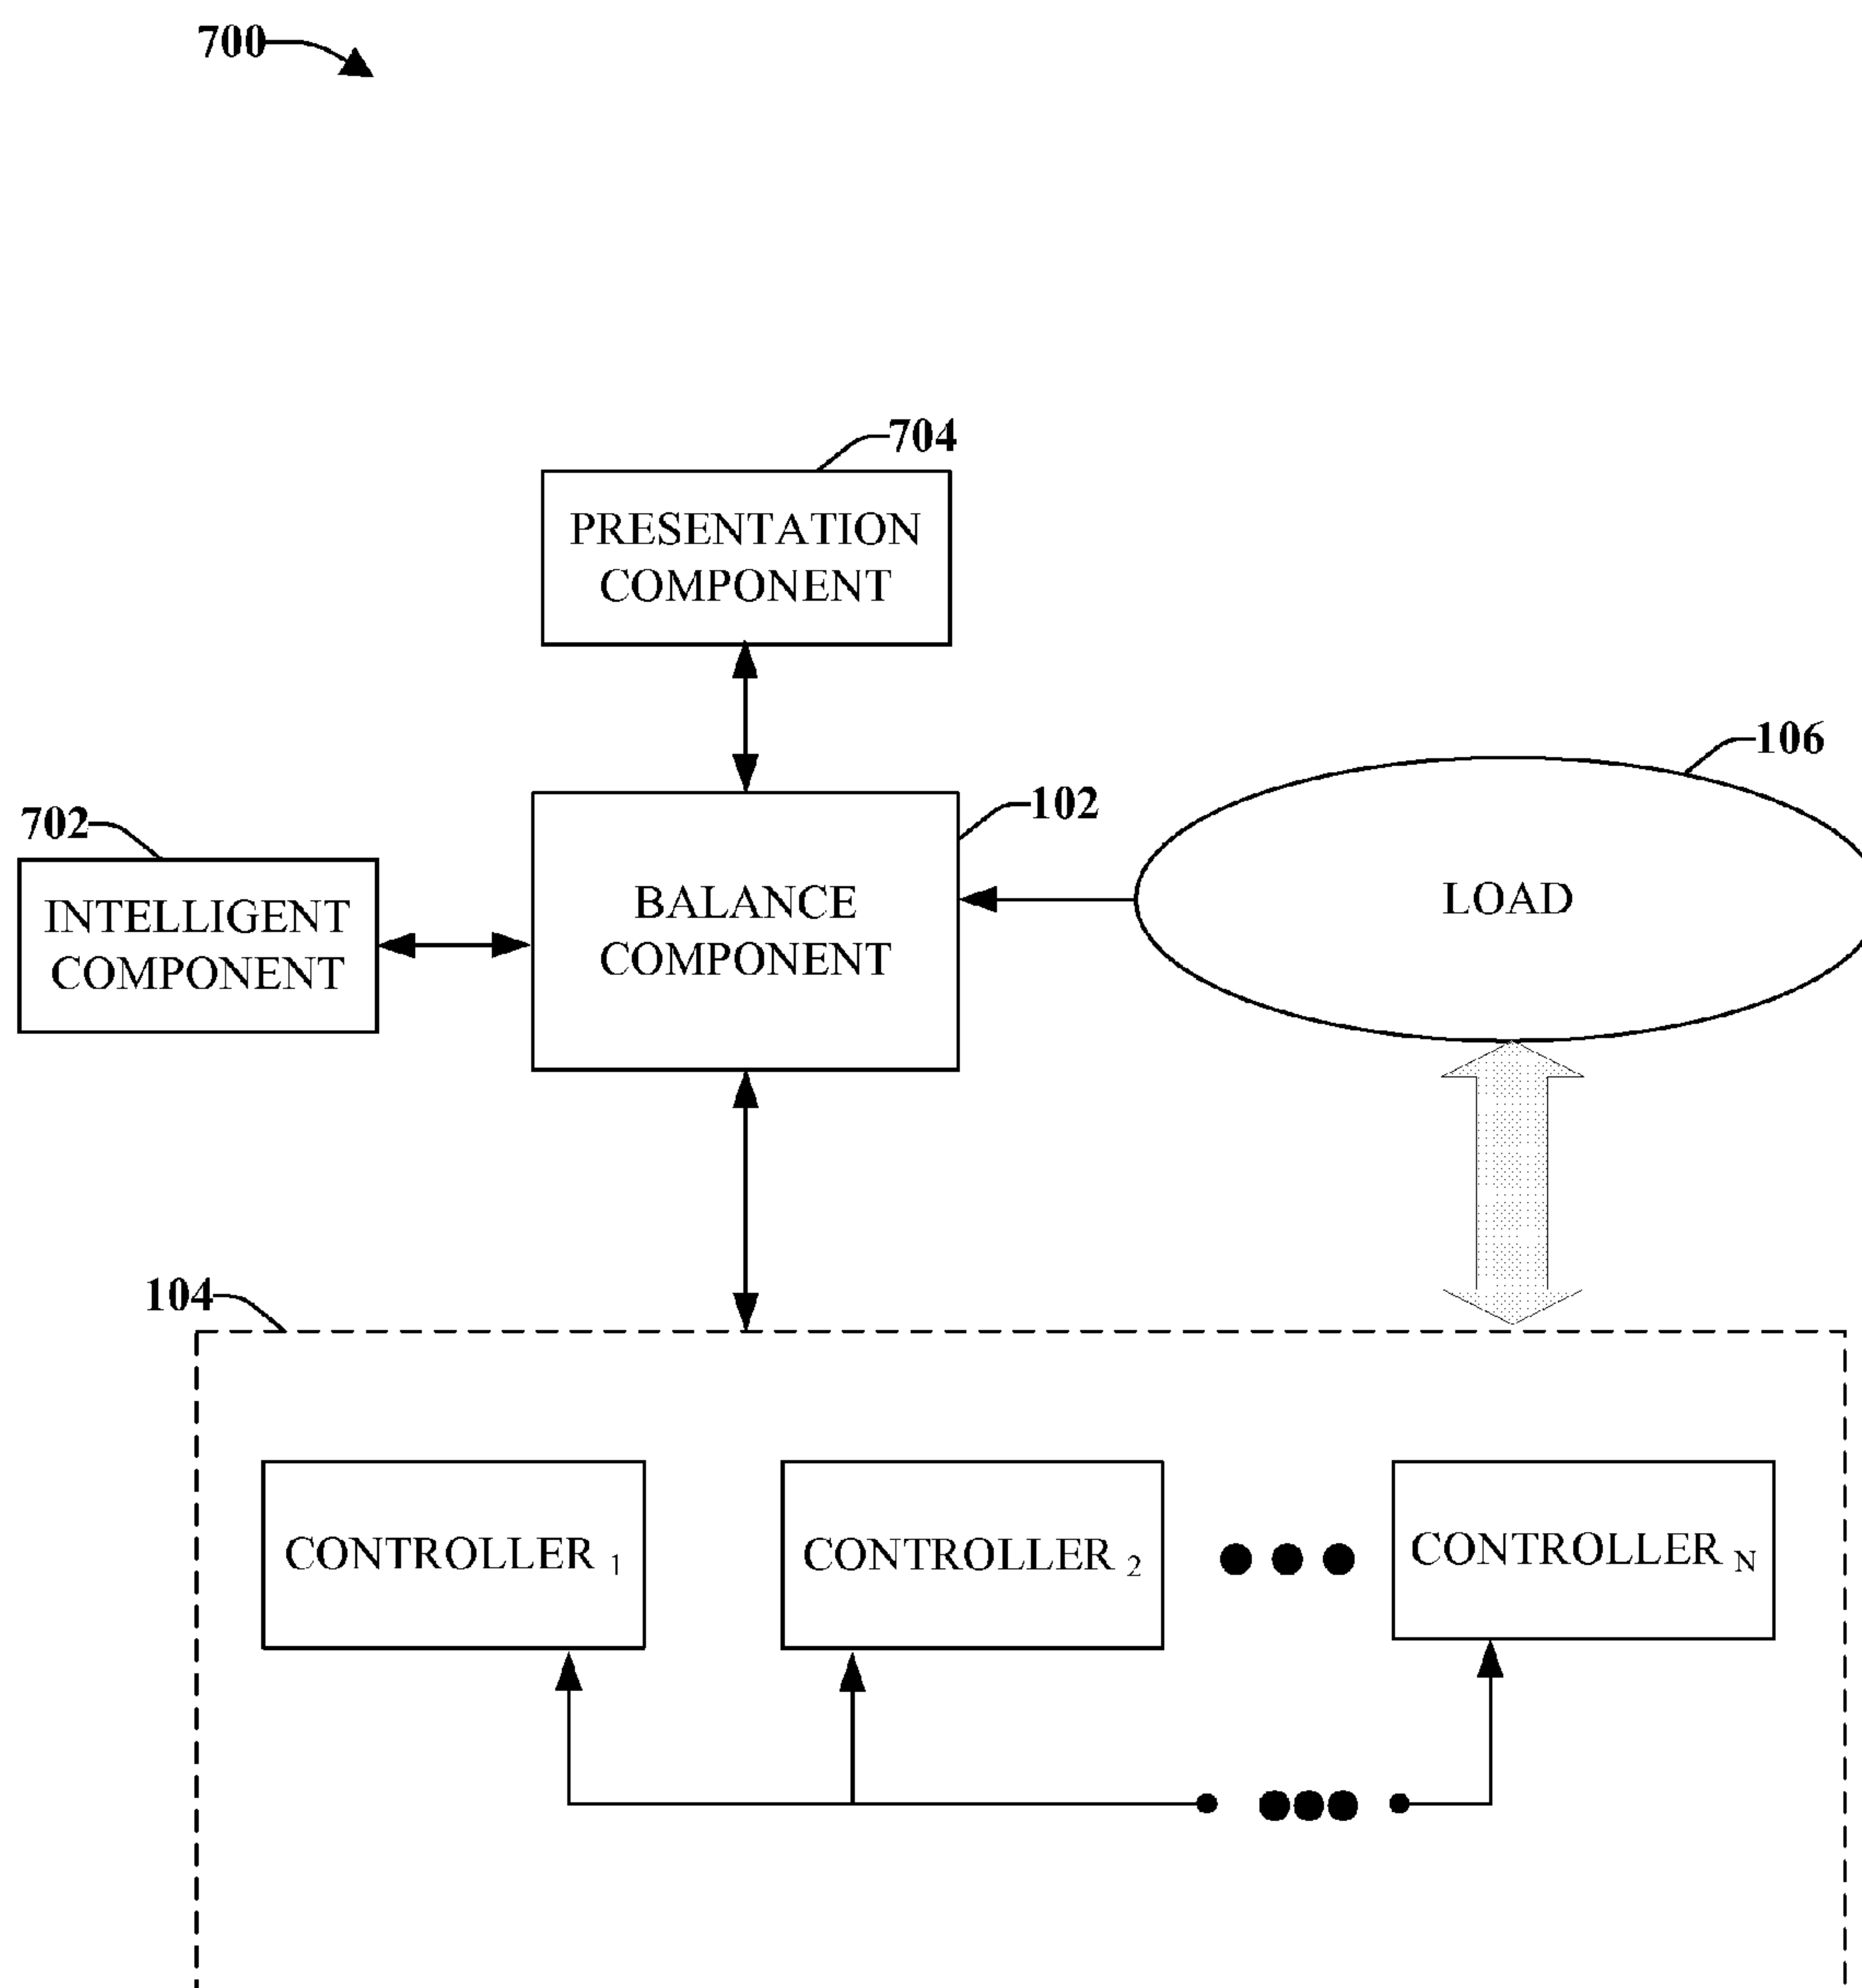 700
704
PRESENTATION
COMPONENT
106
102
702
BALANCE
COMPONENT
LOAD
INTELLIGENT
COMPONENT
104
CONTROLLER 1
CONTROLLER 2
CONTROLLER N